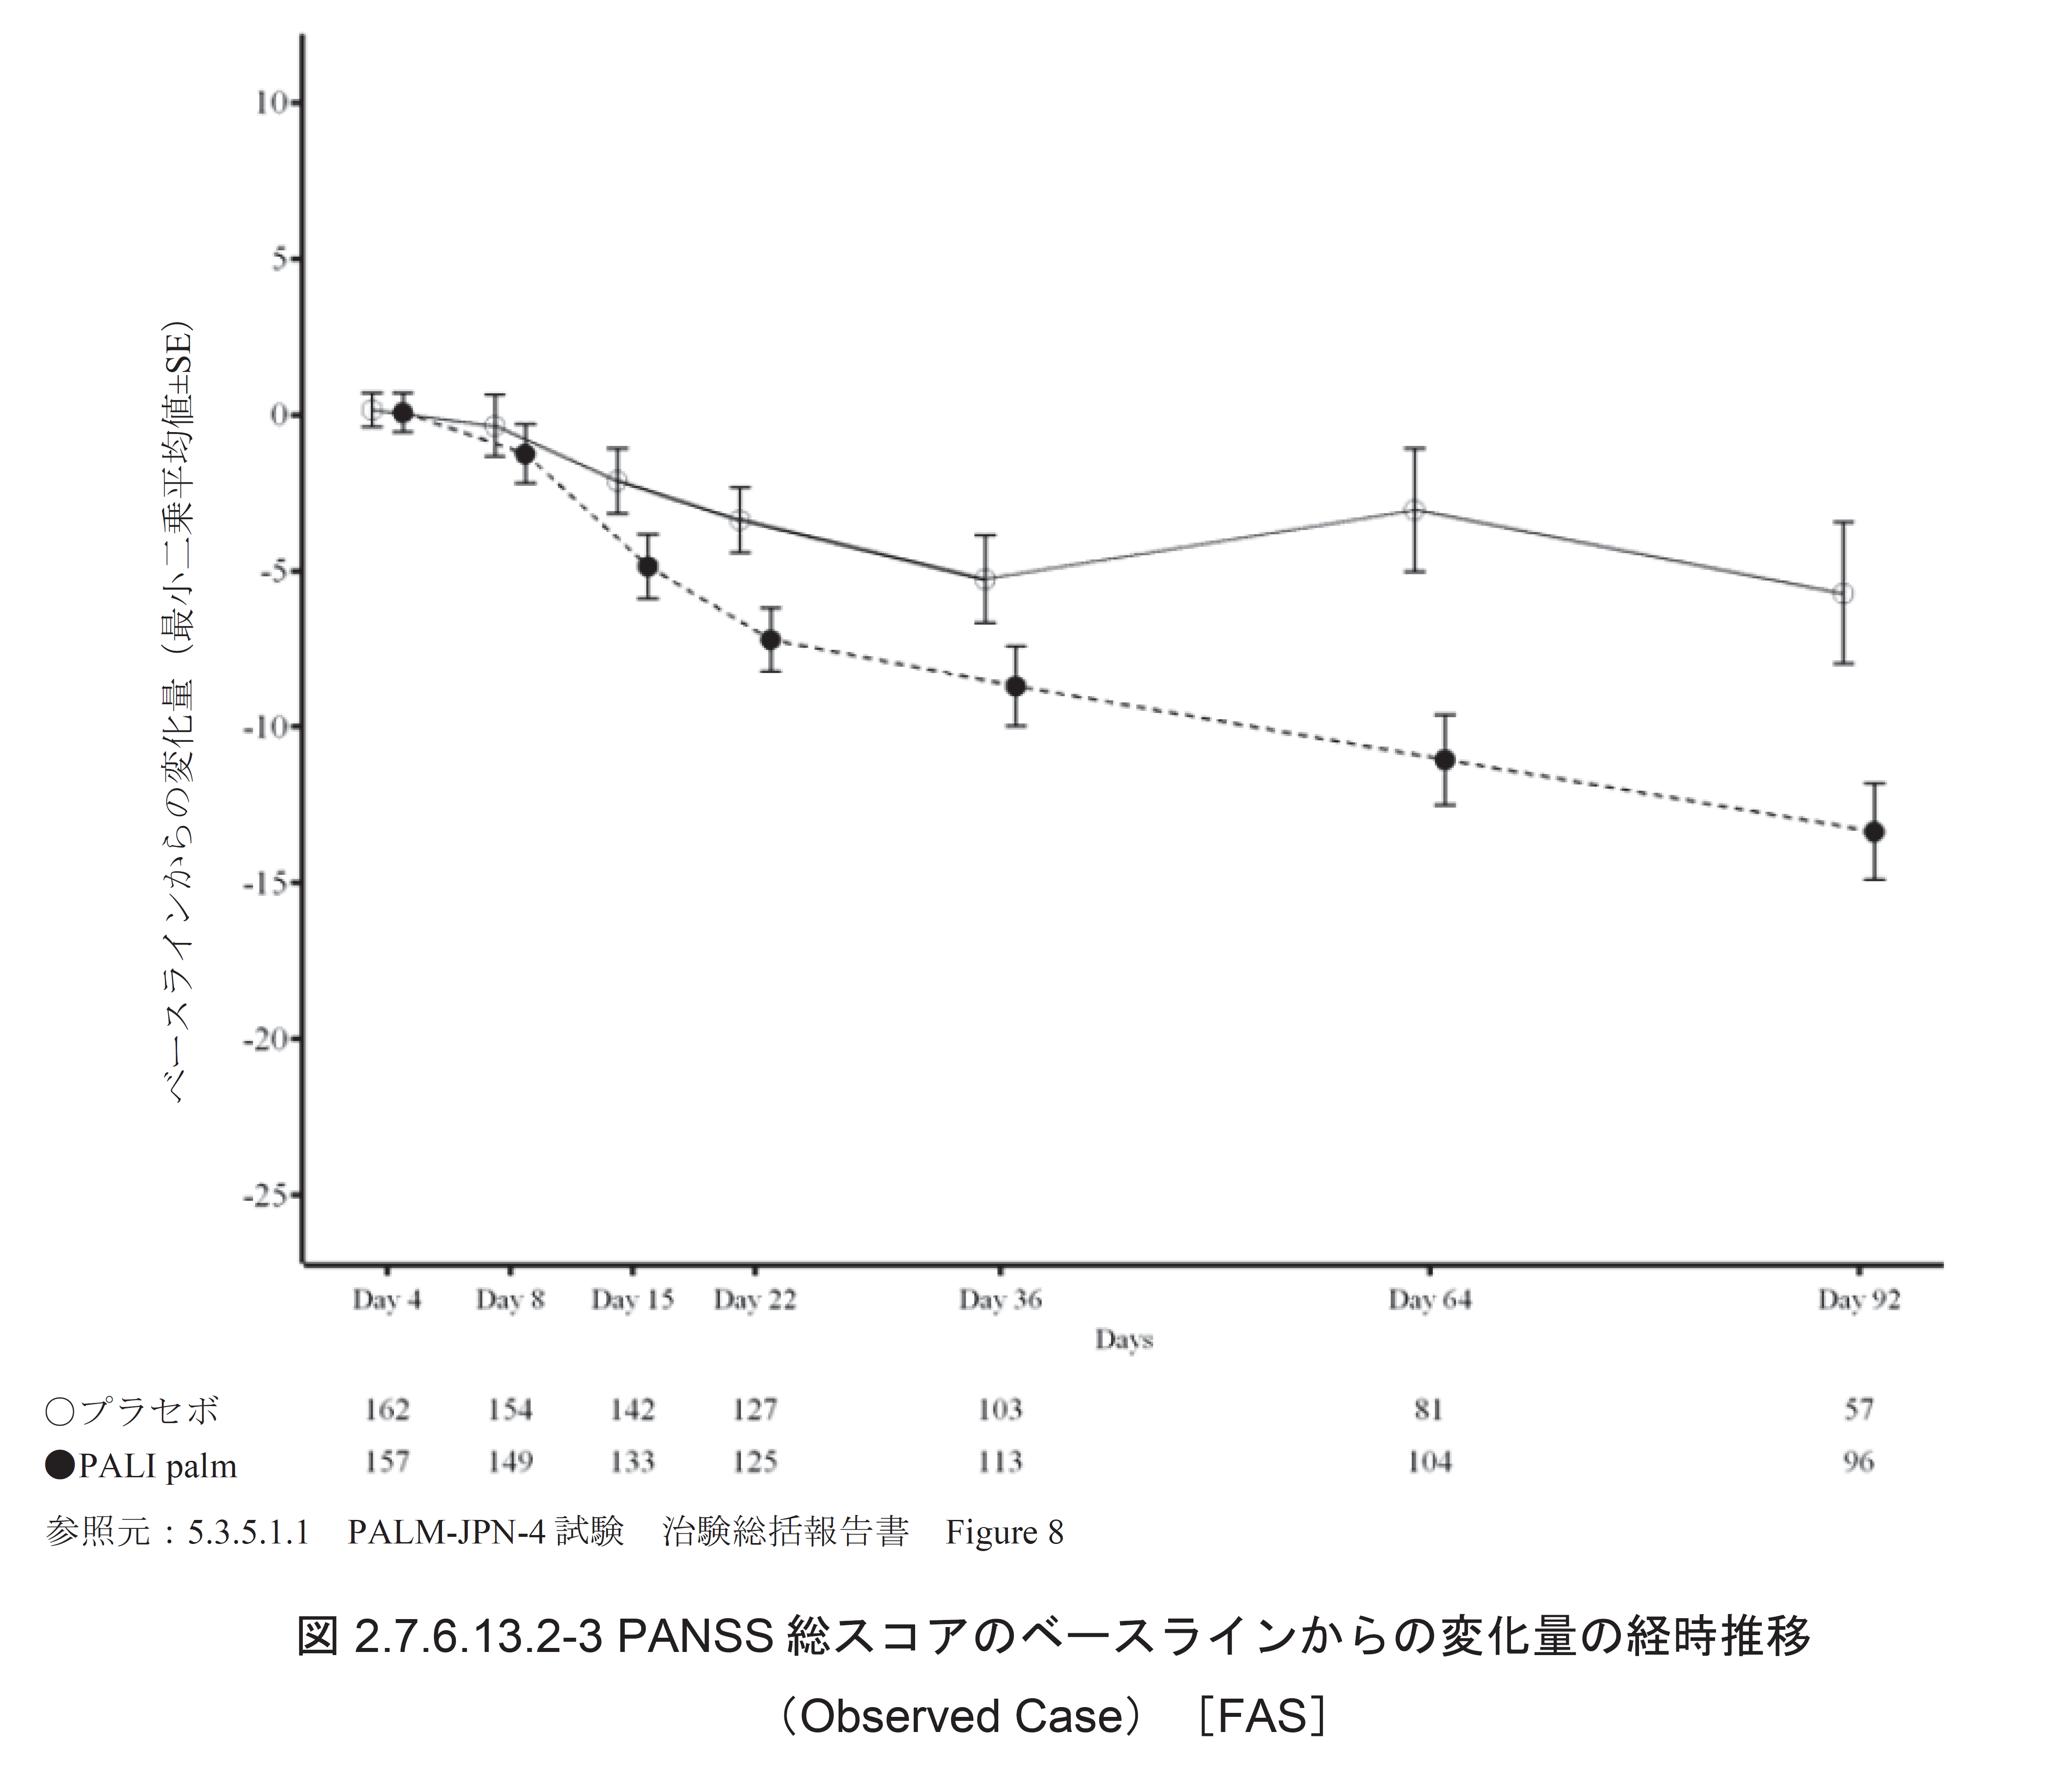 ベースラインからの変化量（最小二乗平均値±SE）
10
5
0
-5
-10
-15
-20
-25
Day 4 Day 8 Day 15 Day 22 Day 36 Day 64 Day 92
Days
○プラセボ 162 154 142 127 103 81 57
●PALI palm 157 149 133 125 113 104 96
参照元：5.3.5.1.1　PALM-JPN-4 試験　治験総括報告書　Figure 8
図 2.7.6.13.2-3 PANSS 総スコアのベースラインからの変化量の経時推移
（Observed Case）［FAS］